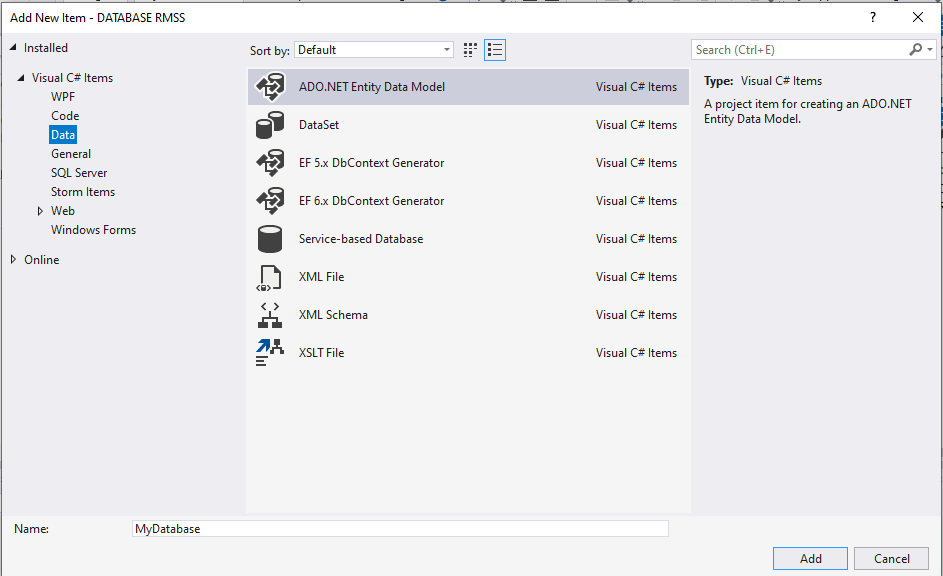 Add New Item - DATABASE RMSS
?
Installed
Sort by: Default
Search (Ctrl+E)
Visual C# Items
WPF
Code
Data
General
SQL Server
Storm Items
Web
Windows Forms
Online
ADO.NET Entity Data Model Visual C# Items
DataSet Visual C# Items
EF 5.x DbContext Generator Visual C# Items
EF 6.x DbContext Generator Visual C# Items
Service-based Database Visual C# Items
XML File Visual C# Items
XML Schema Visual C# Items
XSLT File Visual C# Items
Type: Visual C# Items
A project item for creating an ADO.NET
Entity Data Model.
Name: MyDatabase
Add Cancel